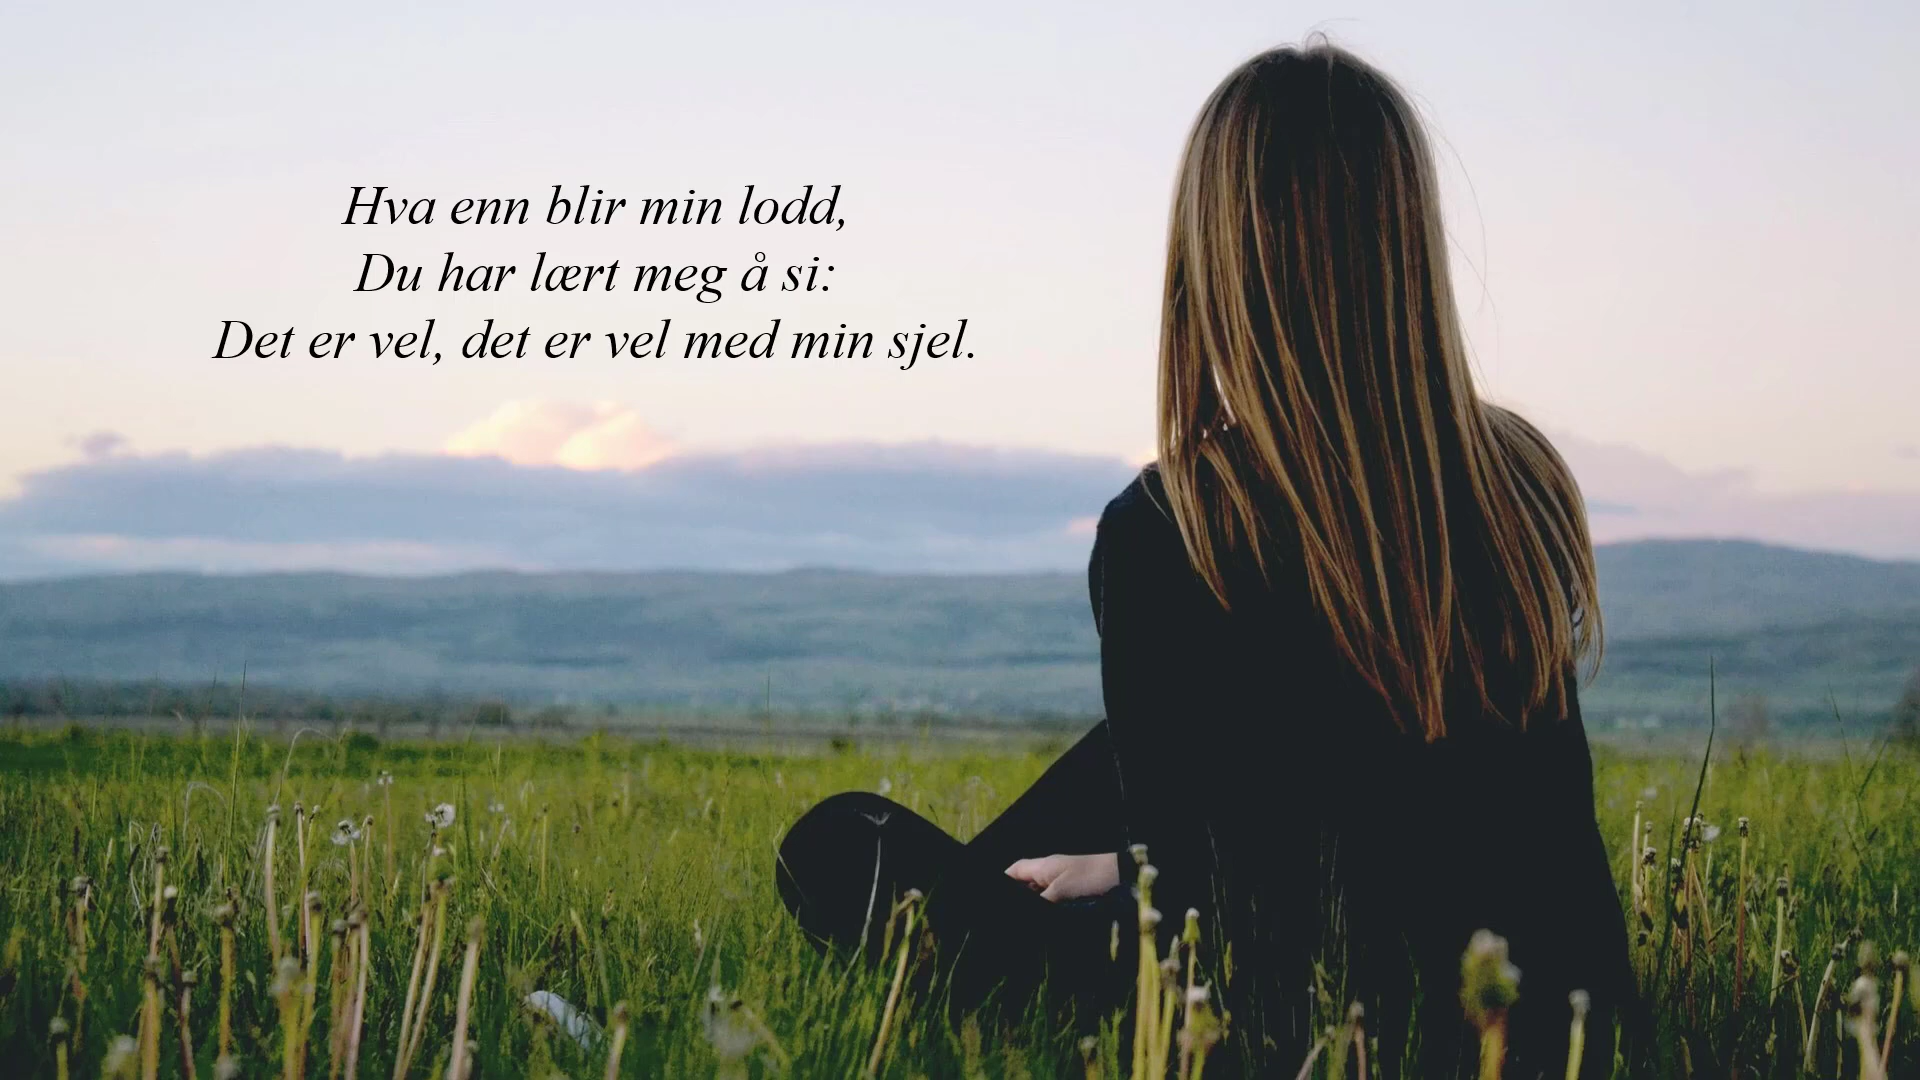 Hva enn blir min lodd,
Du har lært meg å si:
Det er vel, det er vel med min sjel.